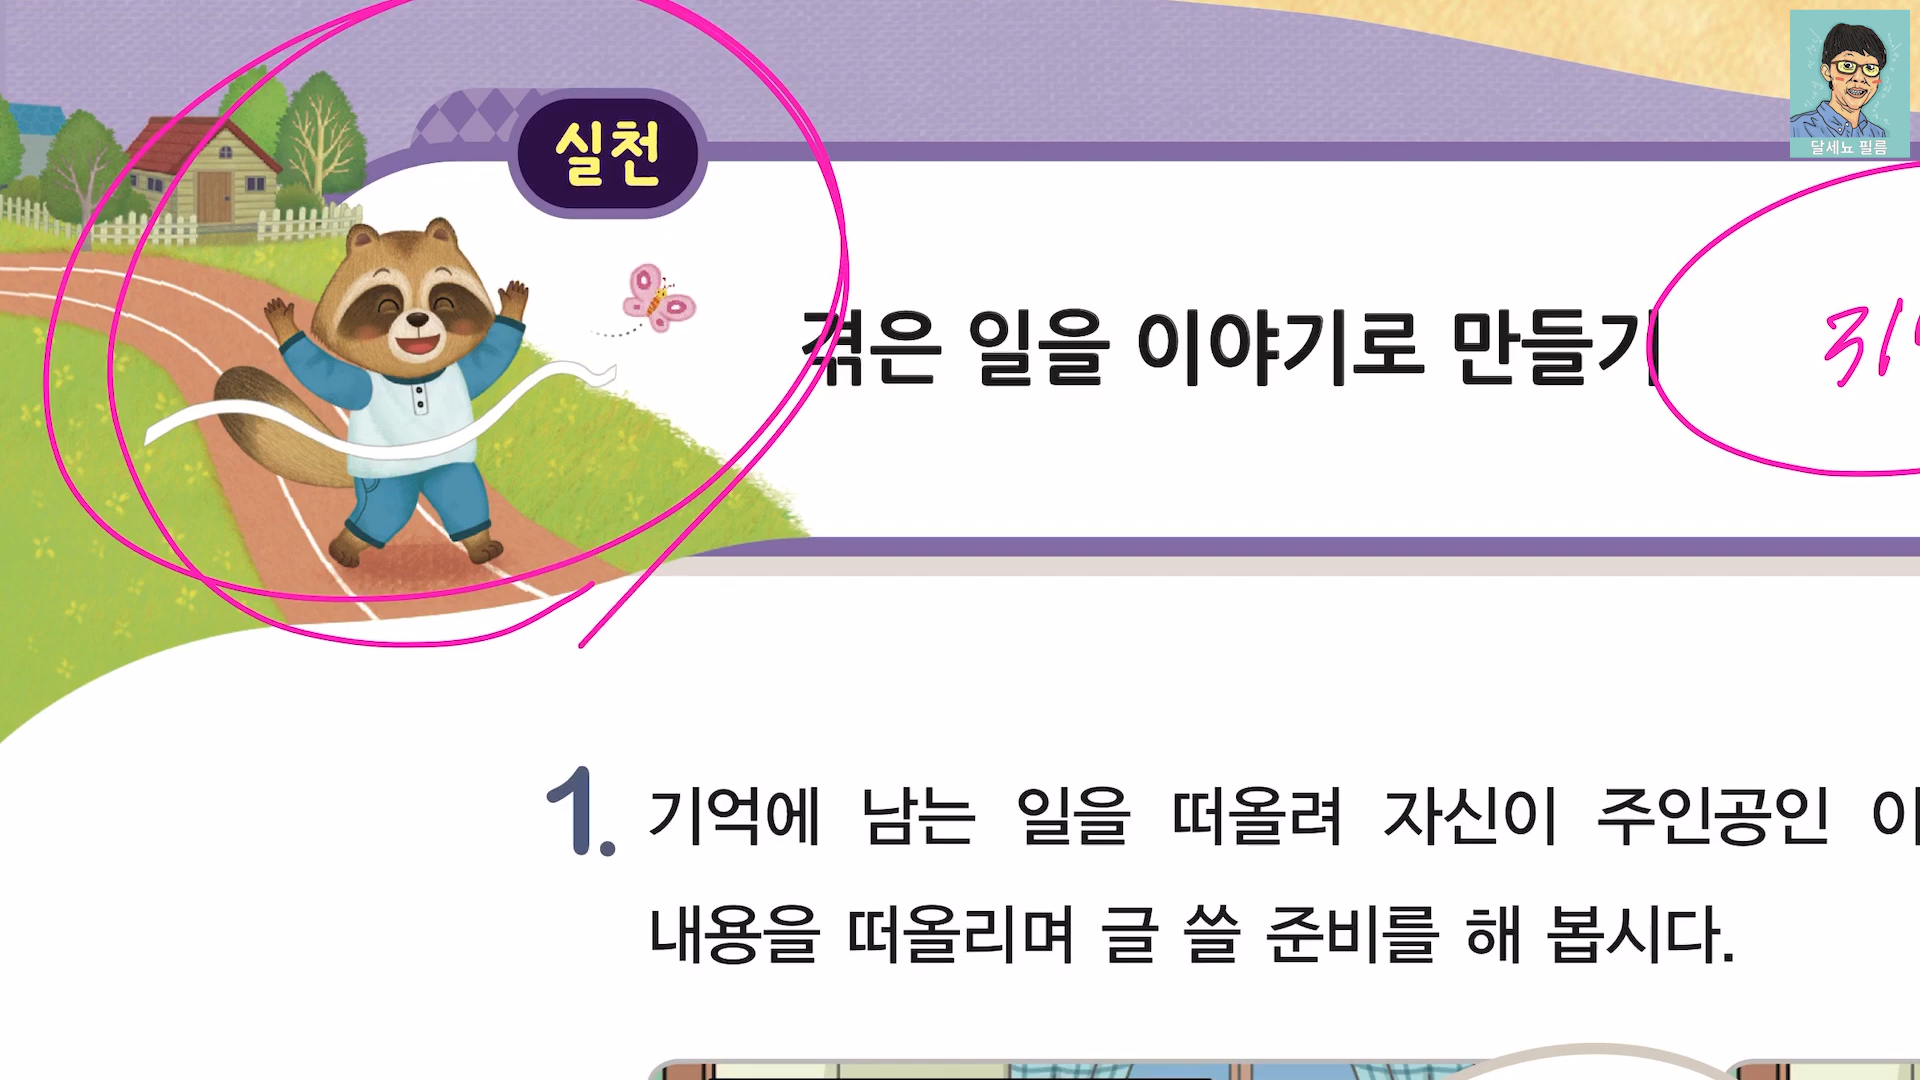 실천
달세뇨 필름
겪은 일을 이야기로 만들기
1. 기억에 남는 일을 떠올려 자신이 주인공인 이
내용을 떠올리며 글 쓸 준비를 해 봅시다.